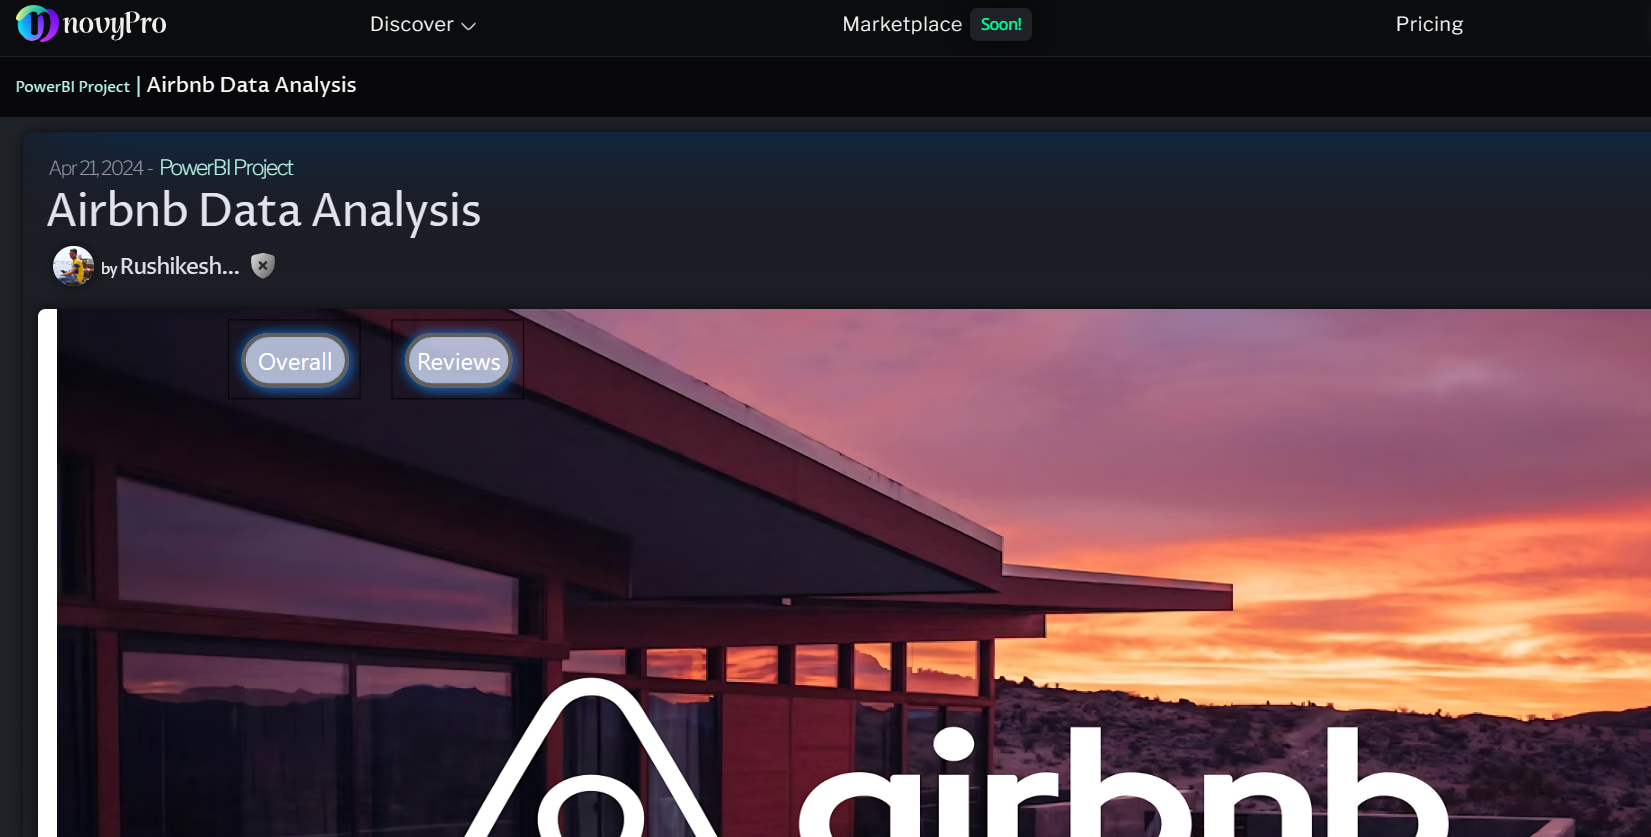 novyPro
Discover
Marketplace Soon!
Pricing
PowerBI Project | Airbnb Data Analysis
Apr 21, 2024 - PowerBI Project
Airbnb Data Analysis
by Rushikesh...
Overall
Reviews
airbnb